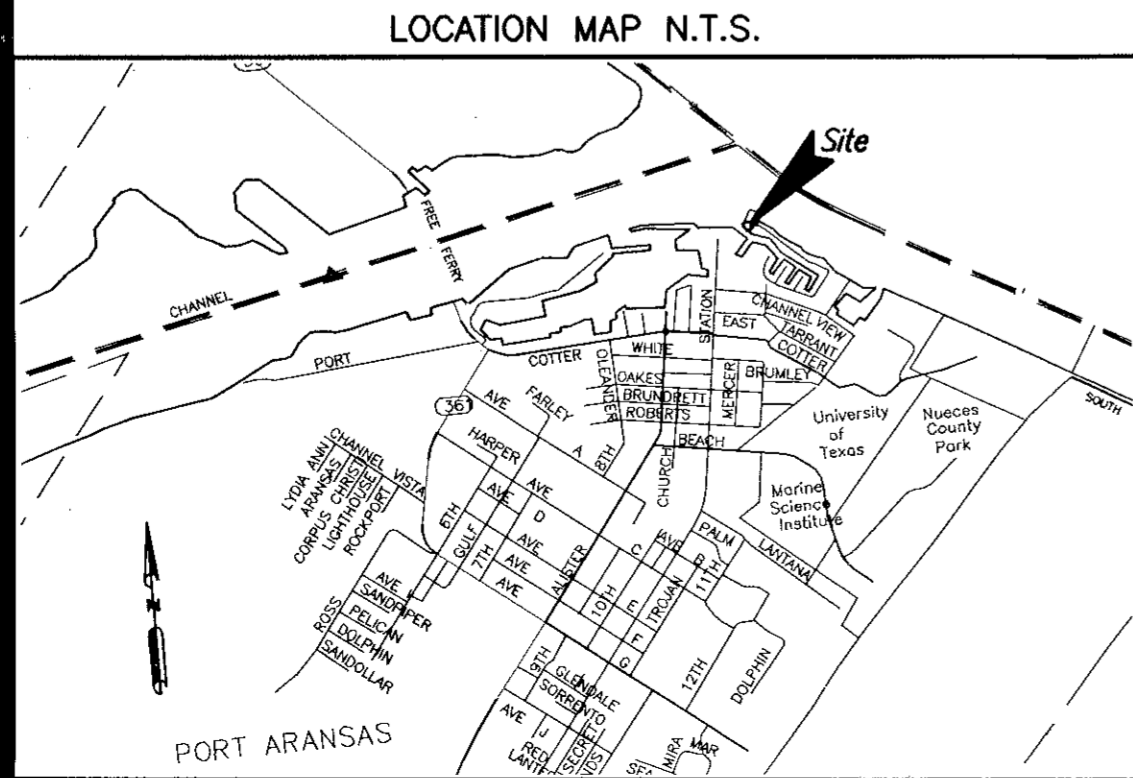 LOCATION MAP N.T.S.
Site
FREE FERRY
CHANNEL
PORT
COTTER
STATION
CHANNEL VIEW
EAST
TARRANT
COTTER
WHITE
OLEANDER
OAKES
BRUNDRETT
ROBERTS
MERCER
BRUMLEY
BEACH
SOUTH
University
of
Texas
Nueces
County
Park
Marine
Science
Institute
361
AVE
FARLEY
A
8TH
HARPER
AVE
CHURCH
CHANNEL VISTA
LYDIA ANN
ARANSAS
CORPUS CHRISTI
LIGHTHOUSE
ROCKPORT
6TH
GULF
7TH
AVE
D
AVE
AVE
AVE
C
ALISTER
10TH
E
F
G
TROJAN
AVE
B
11TH
PALM
LANTANA
12TH
DOLPHIN
N
ROSS
AVE
SANDPIPER
PELICAN
DOLPHIN
SANDOLLAR
9TH
GLENDALE
SORRENTO
AVE
J
RED
SECRET
MIRA
MAR
PORT ARANSAS